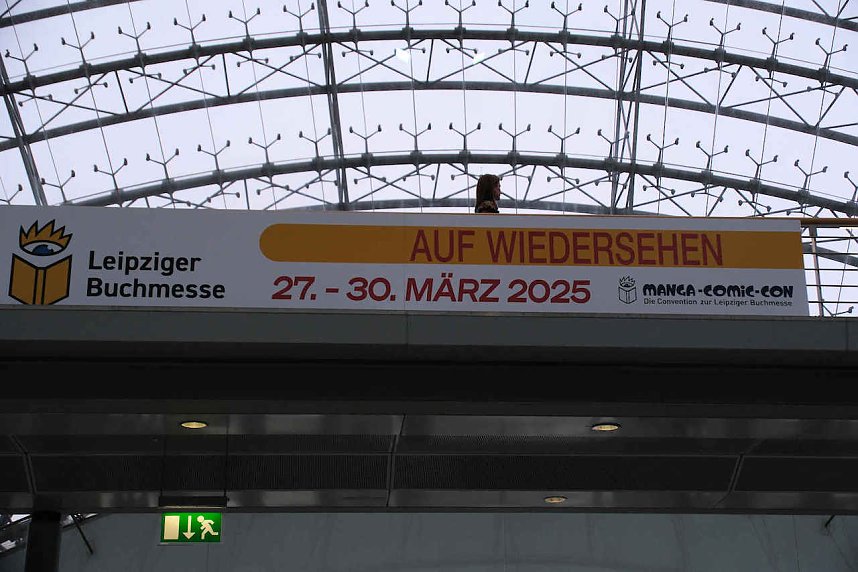 Leipziger
Buchmesse
AUF WIEDERSEHEN
27. – 30. MÄRZ 2025
MANGA-COMIC-CON
Die Convention zur Leipziger Buchmesse